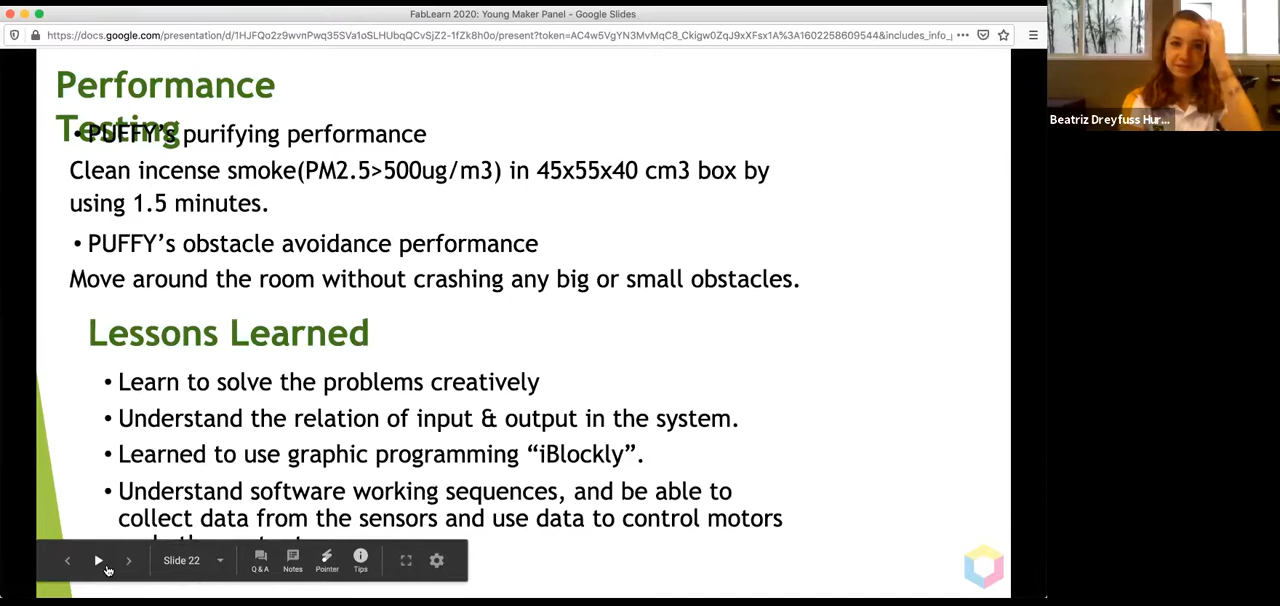 FabLearn 2020: Young Maker Panel - Google Slides
https://docs.google.com/presentation/d/1HJFQo2z9wvnPwq35SVa1oSLHUbqQCvSjZ2-1fZk8h0o/present?token=AC4w5VgYN3MvMqC8_Ckigw0ZqJ9xXFsx1A%3A1602258609544&includes_info_
Beatriz Dreyfuss Hur...
Performance
Testing
• PUFFY's purifying performance
Clean incense smoke(PM2.5>500ug/m3) in 45x55x40 cm3 box by
using 1.5 minutes.
• PUFFY's obstacle avoidance performance
Move around the room without crashing any big or small obstacles.
Lessons Learned
• Learn to solve the problems creatively
• Understand the relation of input & output in the system.
• Learned to use graphic programming “iBlockly”.
• Understand software working sequences, and be able to
collect data from the sensors and use data to control motors
Slide 22
Q & A
Notes
Pointer
Tips